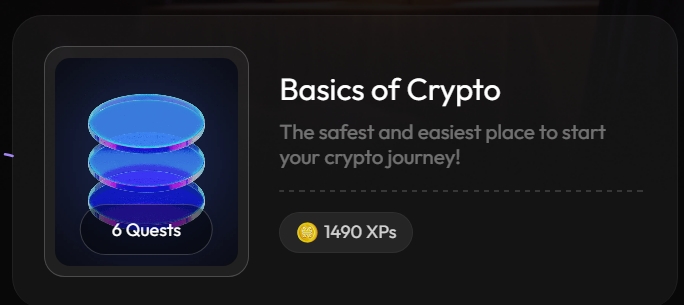 Basics of Crypto
The safest and easiest place to start
your crypto journey!
6 Quests
1490 XPs